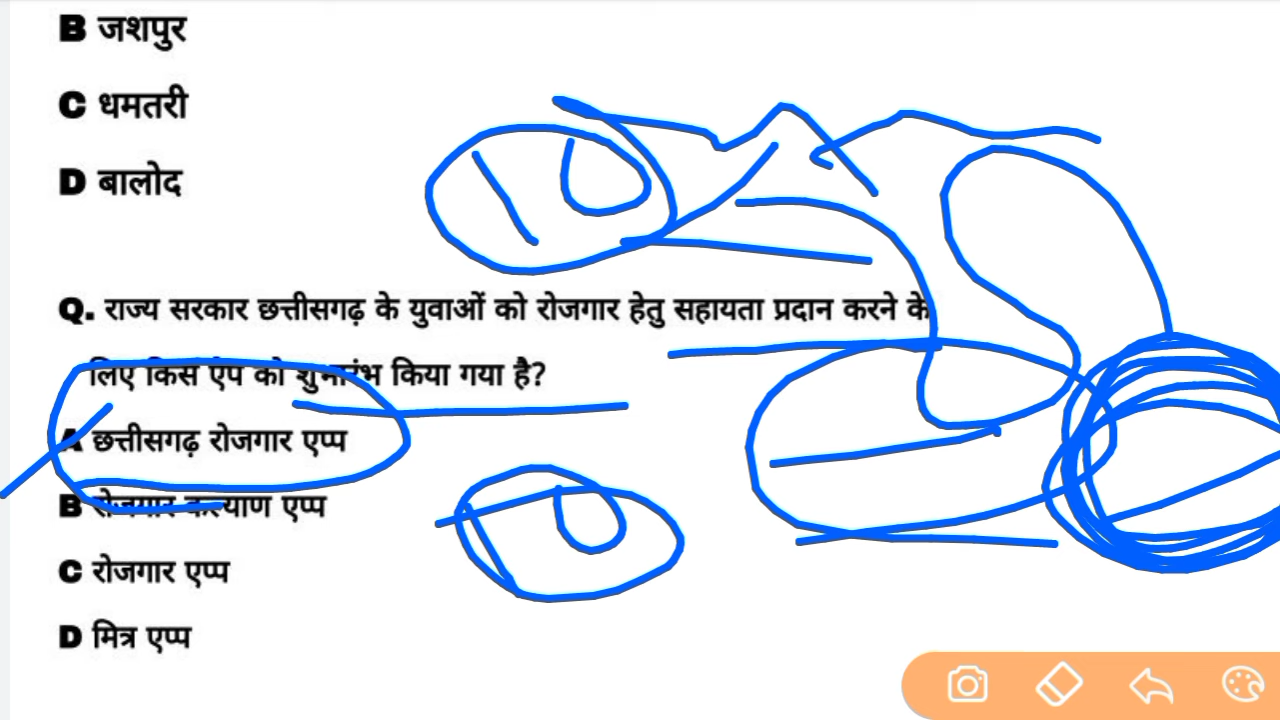 B जशपुर
C धमतरी
D बालोद
Q. राज्य सरकार छत्तीसगढ़ के युवाओं को रोजगार हेतु सहायता प्रदान करने के
लिए किस ऐप को शुभारंभ किया गया है?
A छत्तीसगढ़ रोजगार एप्प
B रोजगार कल्याण एप्प
C रोजगार एप्प
D मित्र एप्प